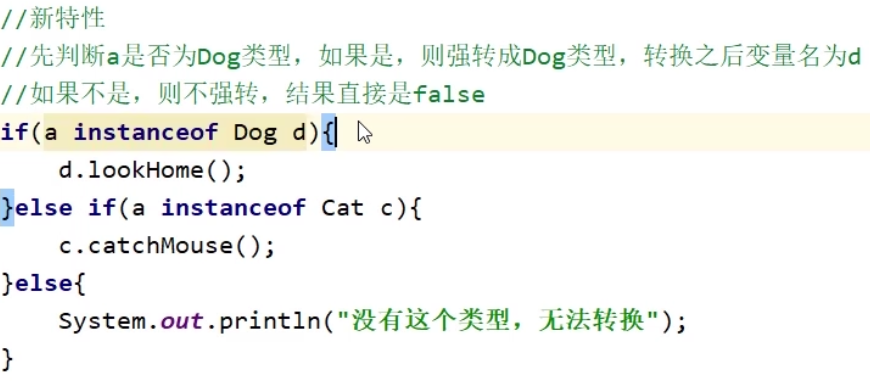 //新特性
//先判断a是否为Dog类型，如果是，则强转成Dog类型，转换之后变量名为d
//如果不是，则不强转，结果直接是false
if(a instanceof Dog d){
    d.lookHome();
}else if(a instanceof Cat c){
    c.catchMouse();
}else{
    System.out.println("没有这个类型，无法转换");
}